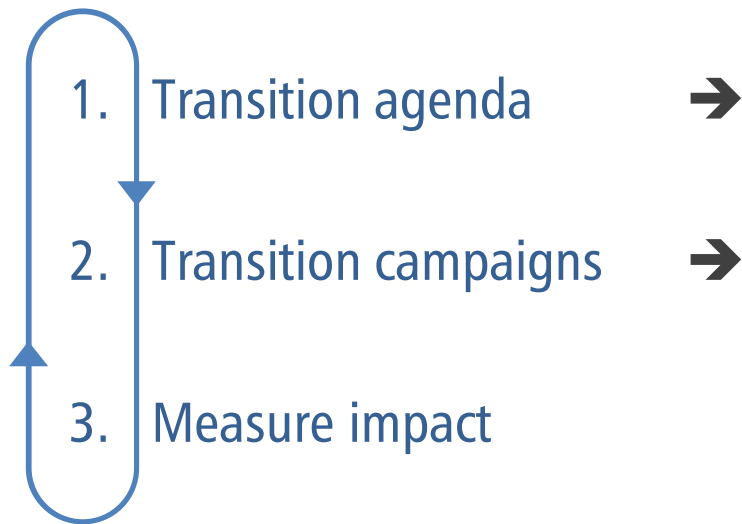 1. Transition agenda ➔
2. Transition campaigns ➔
3. Measure impact